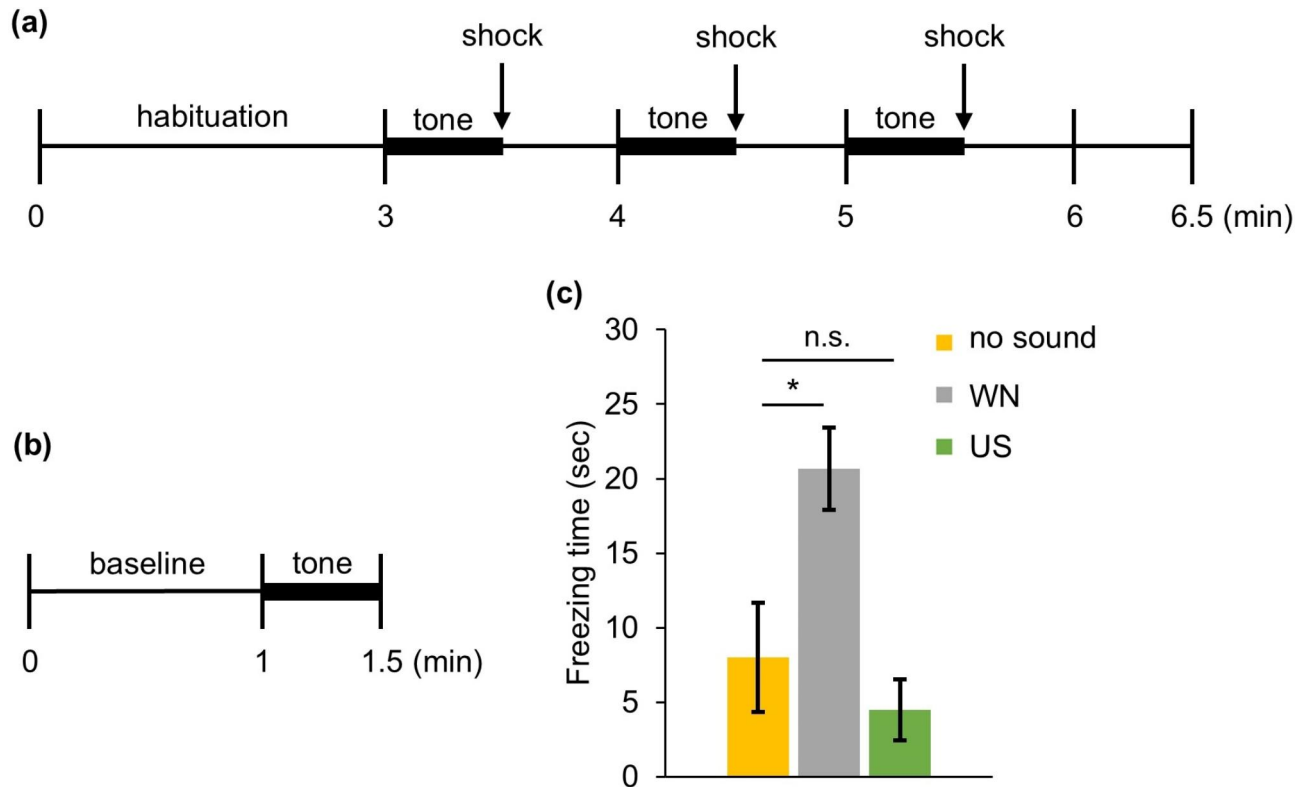 (a)
shock shock shock
habituation tone tone tone
0 3 4 5 6 6.5 (min)
(b)
baseline tone
0 1 1.5 (min)
(c)
30
25
20
15
10
5
0
Freezing time (sec)
n.s.
*
no sound
WN
US